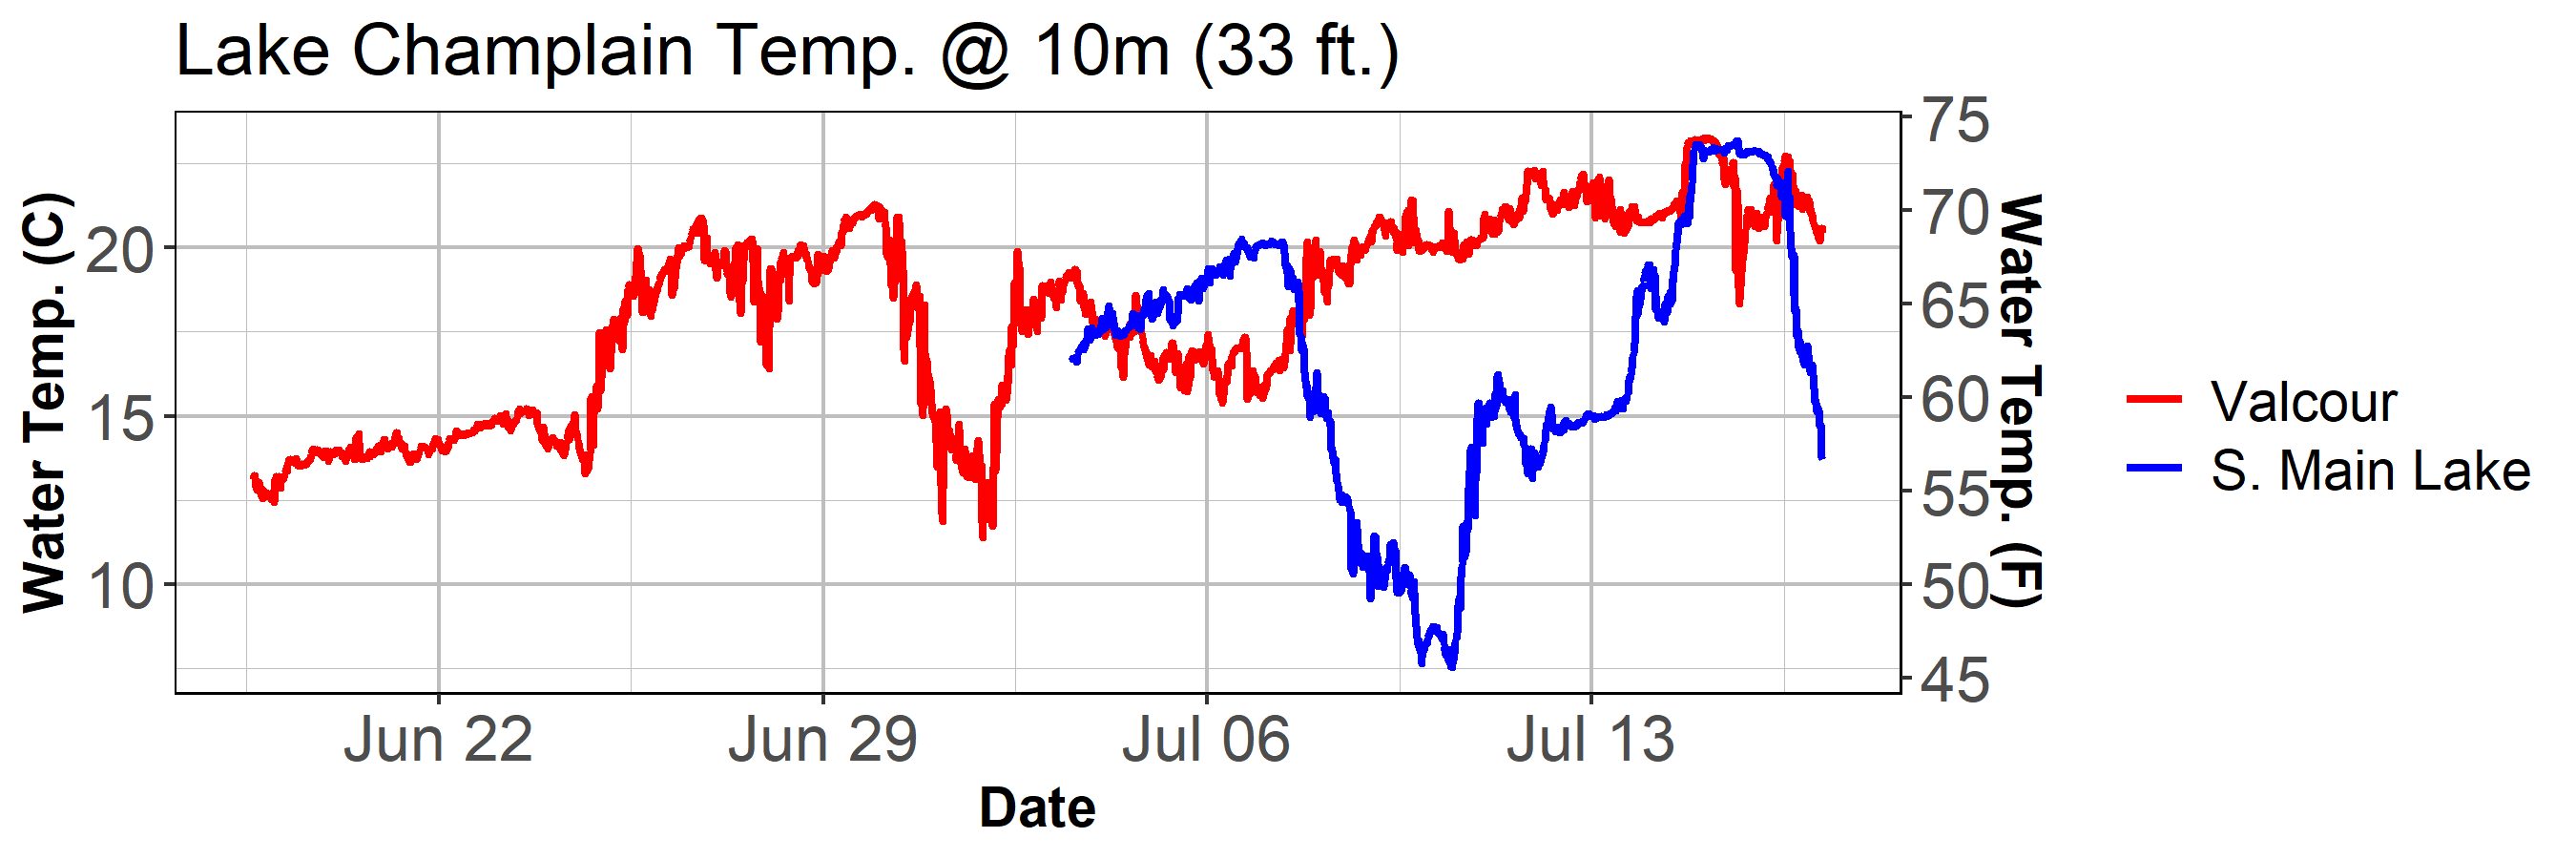 Lake Champlain Temp. @ 10m (33 ft.)
Water Temp. (C)
20
15
10
75
70
65
60
55
50
45
Water Temp. (F)
Jun 22
Jun 29
Jul 06
Jul 13
Date
Valcour
S. Main Lake